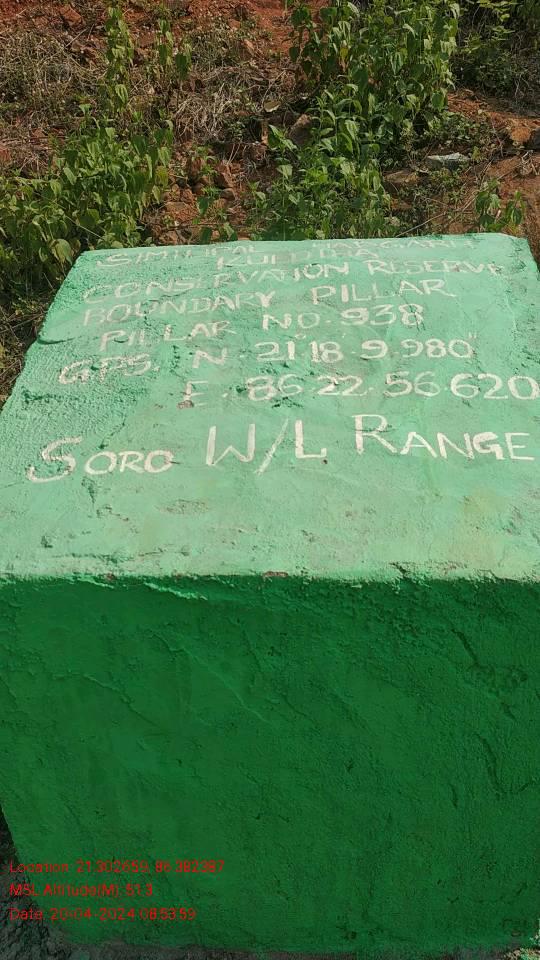 KULDIHA
CONSERVATION RESERVE
BOUNDARY PILLAR
PILLAR NO. 938
GPS. N. 21°18'9.980"
E. 86.22.56.620
SORO W/L RANGE
Location: 21.302659, 86.382387
MSL Altitude(M): 51.3
Date: 20-04-2024 08:53:59